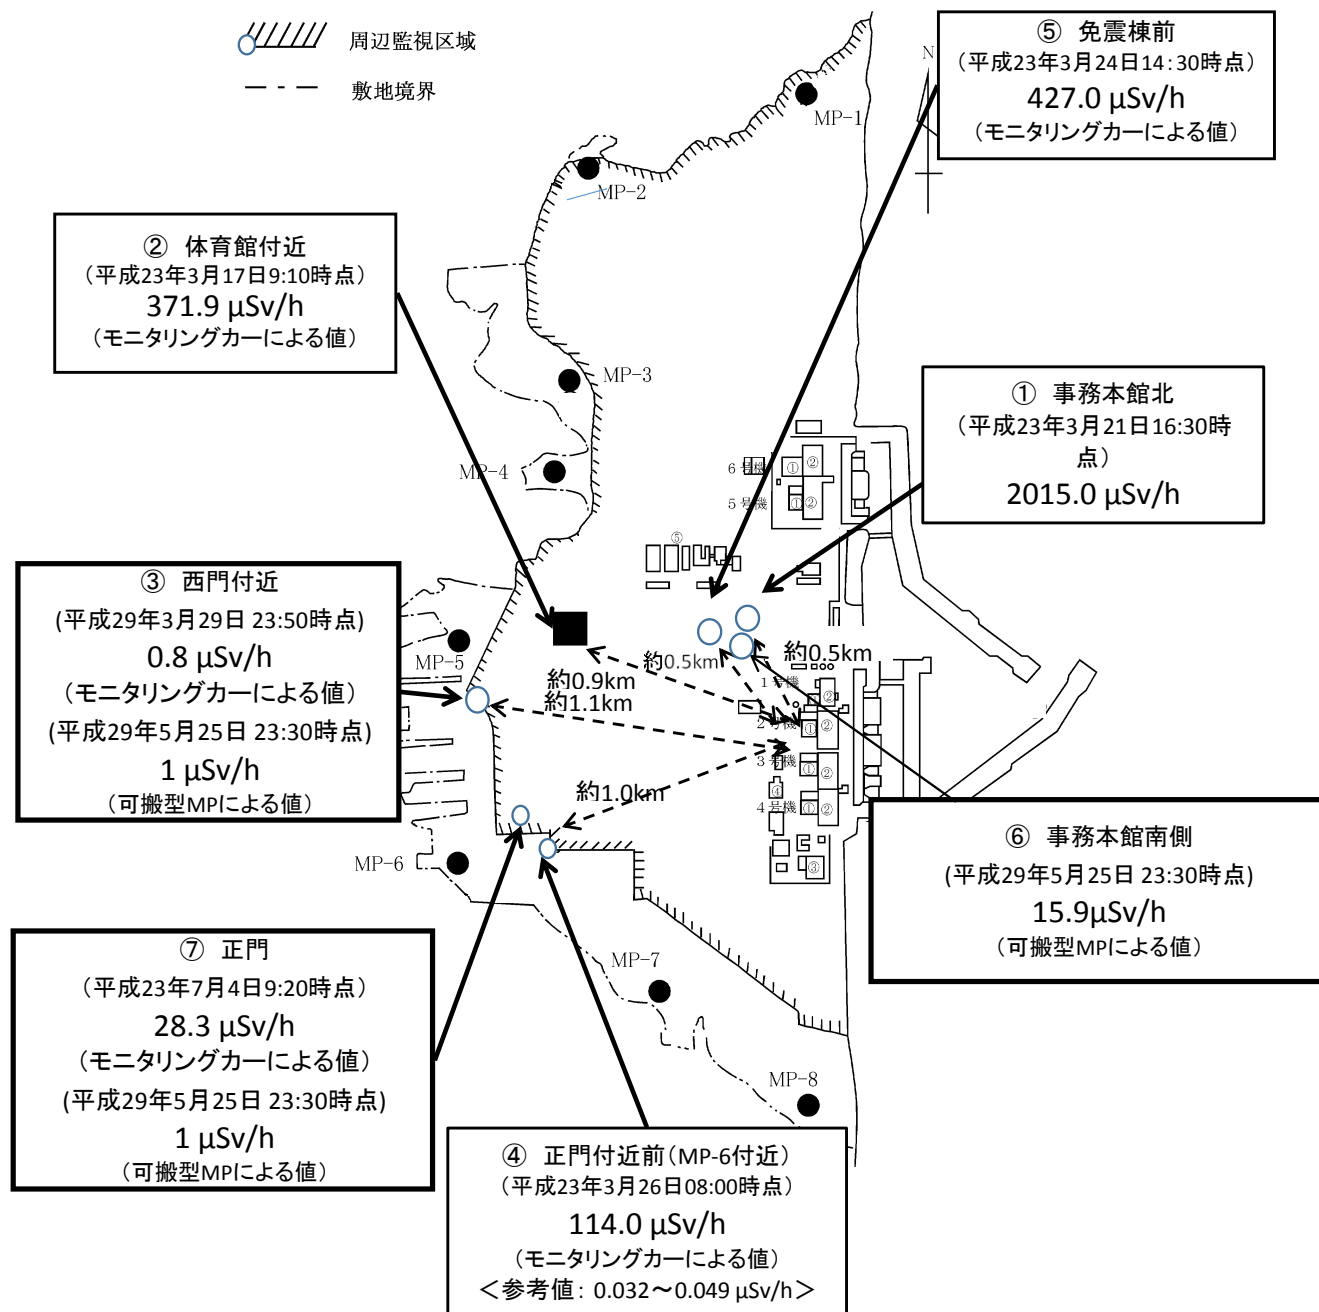 周辺監視区域
敷地境界
⑤ 免震棟前
(平成23年3月24日14:30時点)
427.0 μSv/h
(モニタリングカーによる値)
N
MP-1
MP-2
② 体育館付近
(平成23年3月17日9:10時点)
371.9 μSv/h
(モニタリングカーによる値)
MP-3
① 事務本館北
(平成23年3月21日16:30時
点)
2015.0 μSv/h
MP-4
6号機
①
②
5号機
①
②
⑤
③ 西門付近
(平成29年3月29日 23:50時点)
0.8 μSv/h
(モニタリングカーによる値)
(平成29年5月25日 23:30時点)
1 μSv/h
(可搬型MPによる値)
MP-5
約0.5km
約0.5km
約0.9km
約1.1km
1号機
②
2号機
①
②
3号機
①
②
④
4号機
①
②
③
約1.0km
MP-6
⑥ 事務本館南側
(平成29年5月25日 23:30時点)
15.9μSv/h
(可搬型MPによる値)
⑦ 正門
(平成23年7月4日9:20時点)
28.3 μSv/h
(モニタリングカーによる値)
(平成29年5月25日 23:30時点)
1 μSv/h
(可搬型MPによる値)
MP-7
MP-8
④ 正門付近前(MP-6付近)
(平成23年3月26日08:00時点)
114.0 μSv/h
(モニタリングカーによる値)
<参考値: 0.032~0.049 μSv/h>